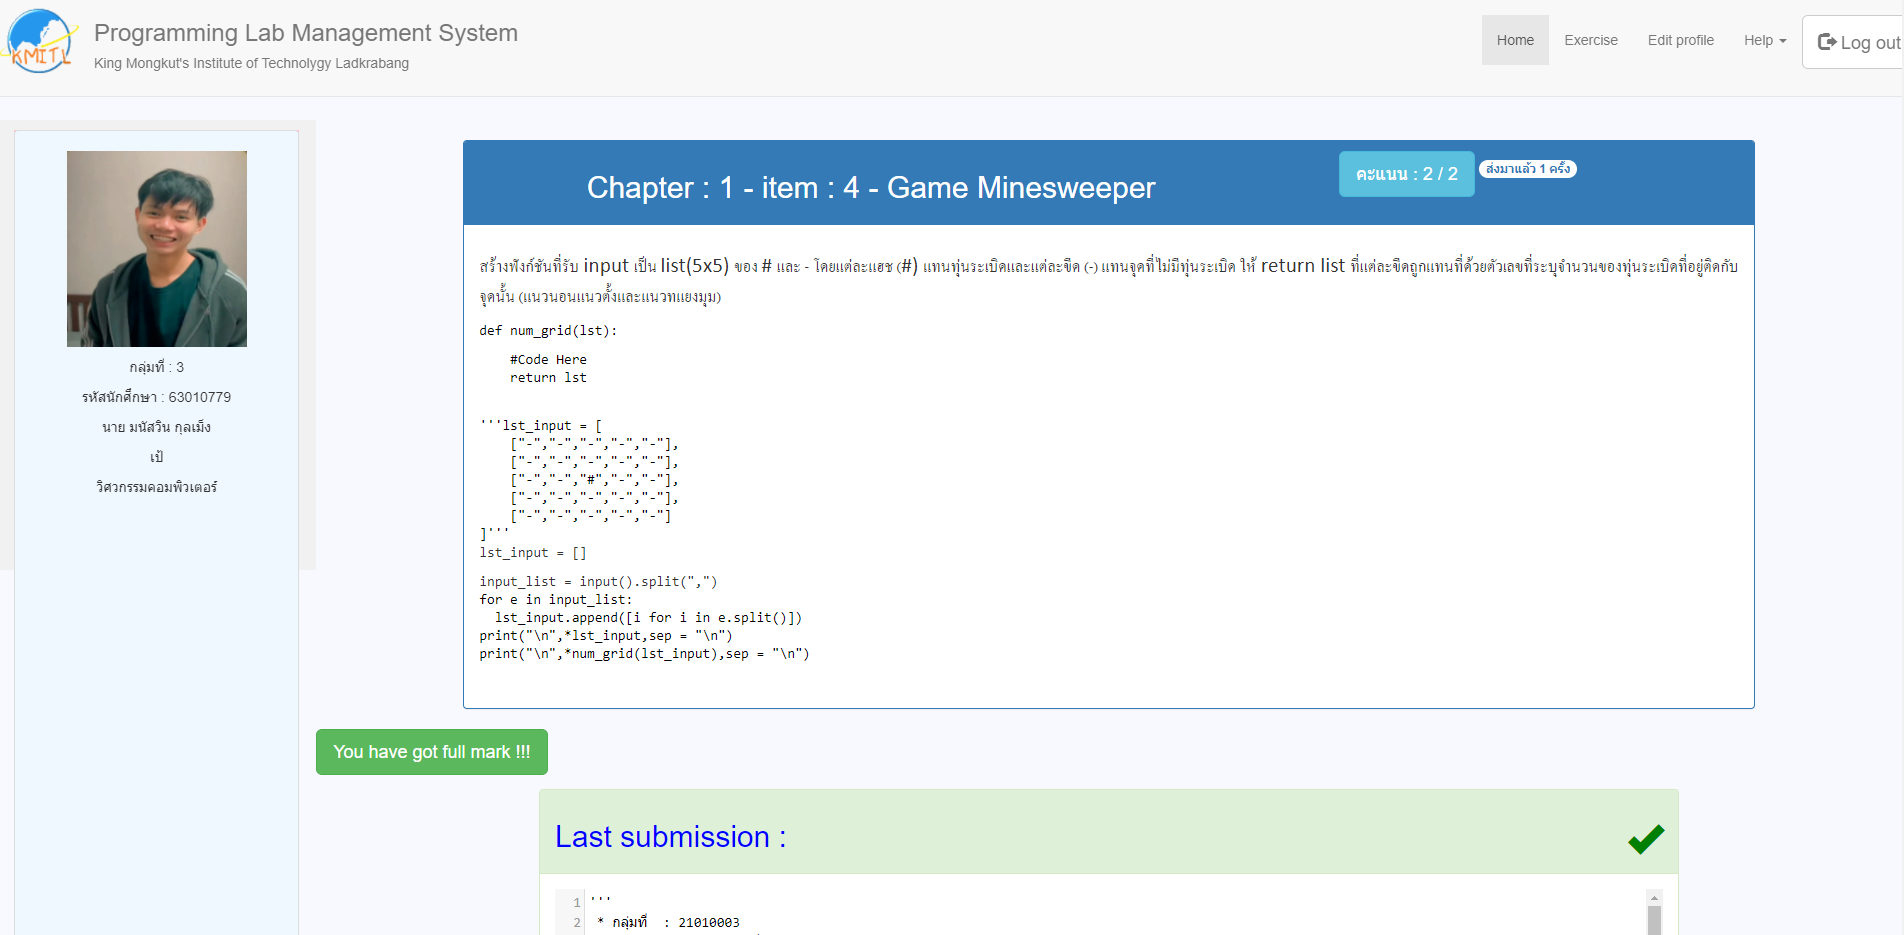 KMITL
Programming Lab Management System
King Mongkut's Institute of Technolygy Ladkrabang
Home
Exercise
Edit profile
Help
Log out
กลุ่มที่ : 3
รหัสนักศึกษา : 63010779
นาย มนัสวิน กุลเม็ง
เป้
วิศวกรรมคอมพิวเตอร์
Chapter : 1 - item : 4 - Game Minesweeper
คะแนน : 2 / 2
ส่งมาแล้ว 1 ครั้ง
สร้างฟังก์ชันที่รับ input เป็น list(5x5) ของ # และ - โดยแต่ละแฮช (#) แทนทุ่นระเบิดและแต่ละขีด (-) แทนจุดที่ไม่มีทุ่นระเบิด ให้ return list ที่แต่ละขีดถูกแทนที่ด้วยตัวเลขที่ระบุจำนวนของทุ่นระเบิดที่อยู่ติดกับ
จุดนั้น (แนวนอนแนวตั้งและแนวทแยงมุม)
def num_grid(lst):
#Code Here
return lst
'''lst_input = [
["-","-","-","-","-"],
["-","-","-","-","-"],
["-","-","#","-","-"],
["-","-","-","-","-"],
["-","-","-","-","-"]
]'''
lst_input = []
input_list = input().split(",")
for e in input_list:
lst_input.append([i for i in e.split()])
print("\n",*lst_input,sep = "\n")
print("\n",*num_grid(lst_input),sep = "\n")
You have got full mark !!!
Last submission :
1 '''
2 * กลุ่มที่ : 21010003